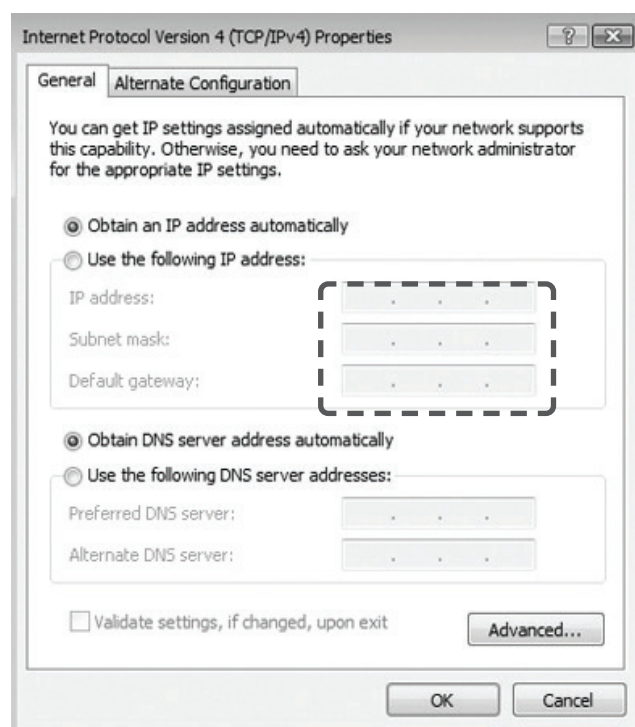 Internet Protocol Version 4 (TCP/IPv4) Properties
General
Alternate Configuration
You can get IP settings assigned automatically if your network supports
this capability. Otherwise, you need to ask your network administrator
for the appropriate IP settings.
Obtain an IP address automatically
Use the following IP address:
IP address:
Subnet mask:
Default gateway:
Obtain DNS server address automatically
Use the following DNS server addresses:
Preferred DNS server:
Alternate DNS server:
Validate settings, if changed, upon exit
Advanced...
OK
Cancel